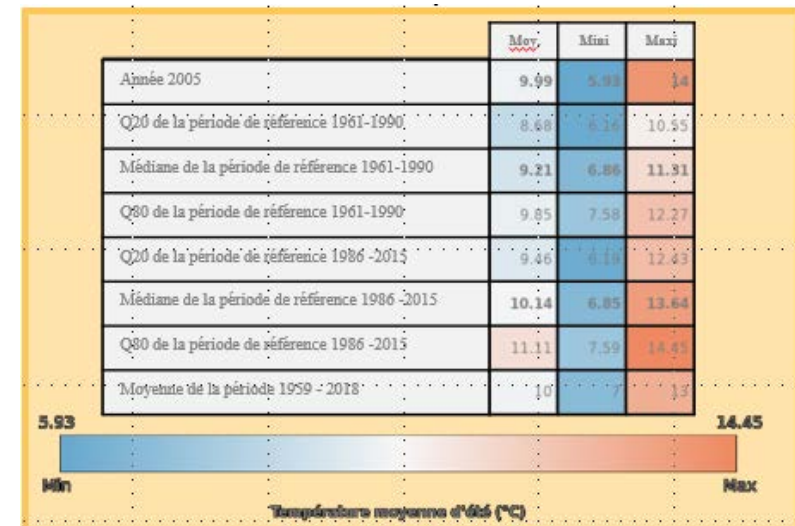 Moy. Mini Maxi
Année 2005 9.99 5.93 14
Q20 de la période de référence 1961-1990 8.68 6.16 10.55
Médiane de la période de référence 1961-1990 9.21 6.86 11.31
Q80 de la période de référence 1961-1990 9.85 7.58 12.27
Q20 de la période de référence 1986 -2015 9.46 6.19 12.43
Médiane de la période de référence 1986 -2015 10.14 6.85 13.64
Q80 de la période de référence 1986 -2015 11.11 7.59 14.45
Moyenne de la période 1959 - 2018 10 7 13
5.93 14.45
Min Max
Température moyenne d'été (°C)